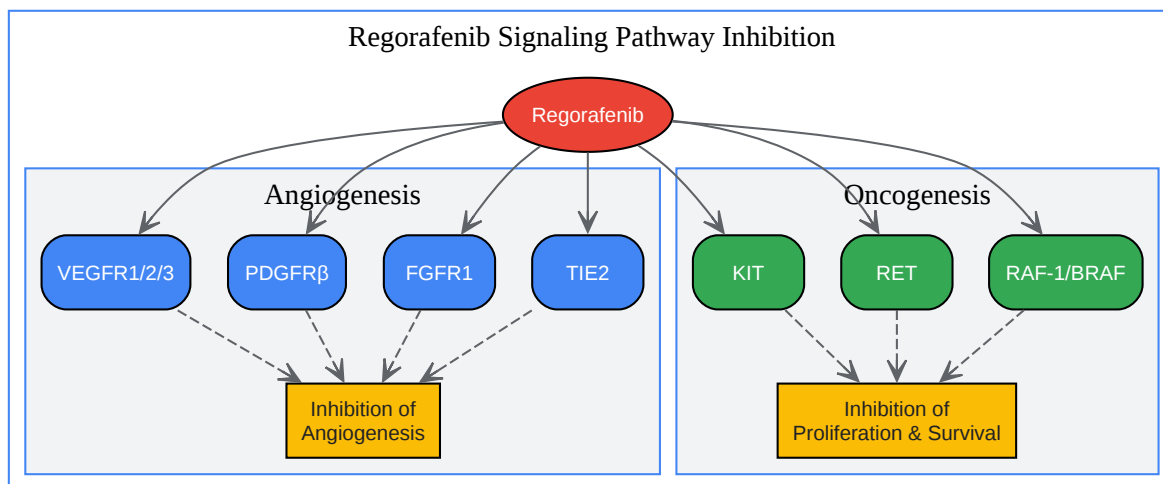 Regorafenib Signaling Pathway Inhibition
Regorafenib
Angiogenesis
Oncogenesis
VEGFR1/2/3
PDGFRβ
FGFR1
TIE2
KIT
RET
RAF-1/BRAF
Inhibition of
Angiogenesis
Inhibition of
Proliferation & Survival